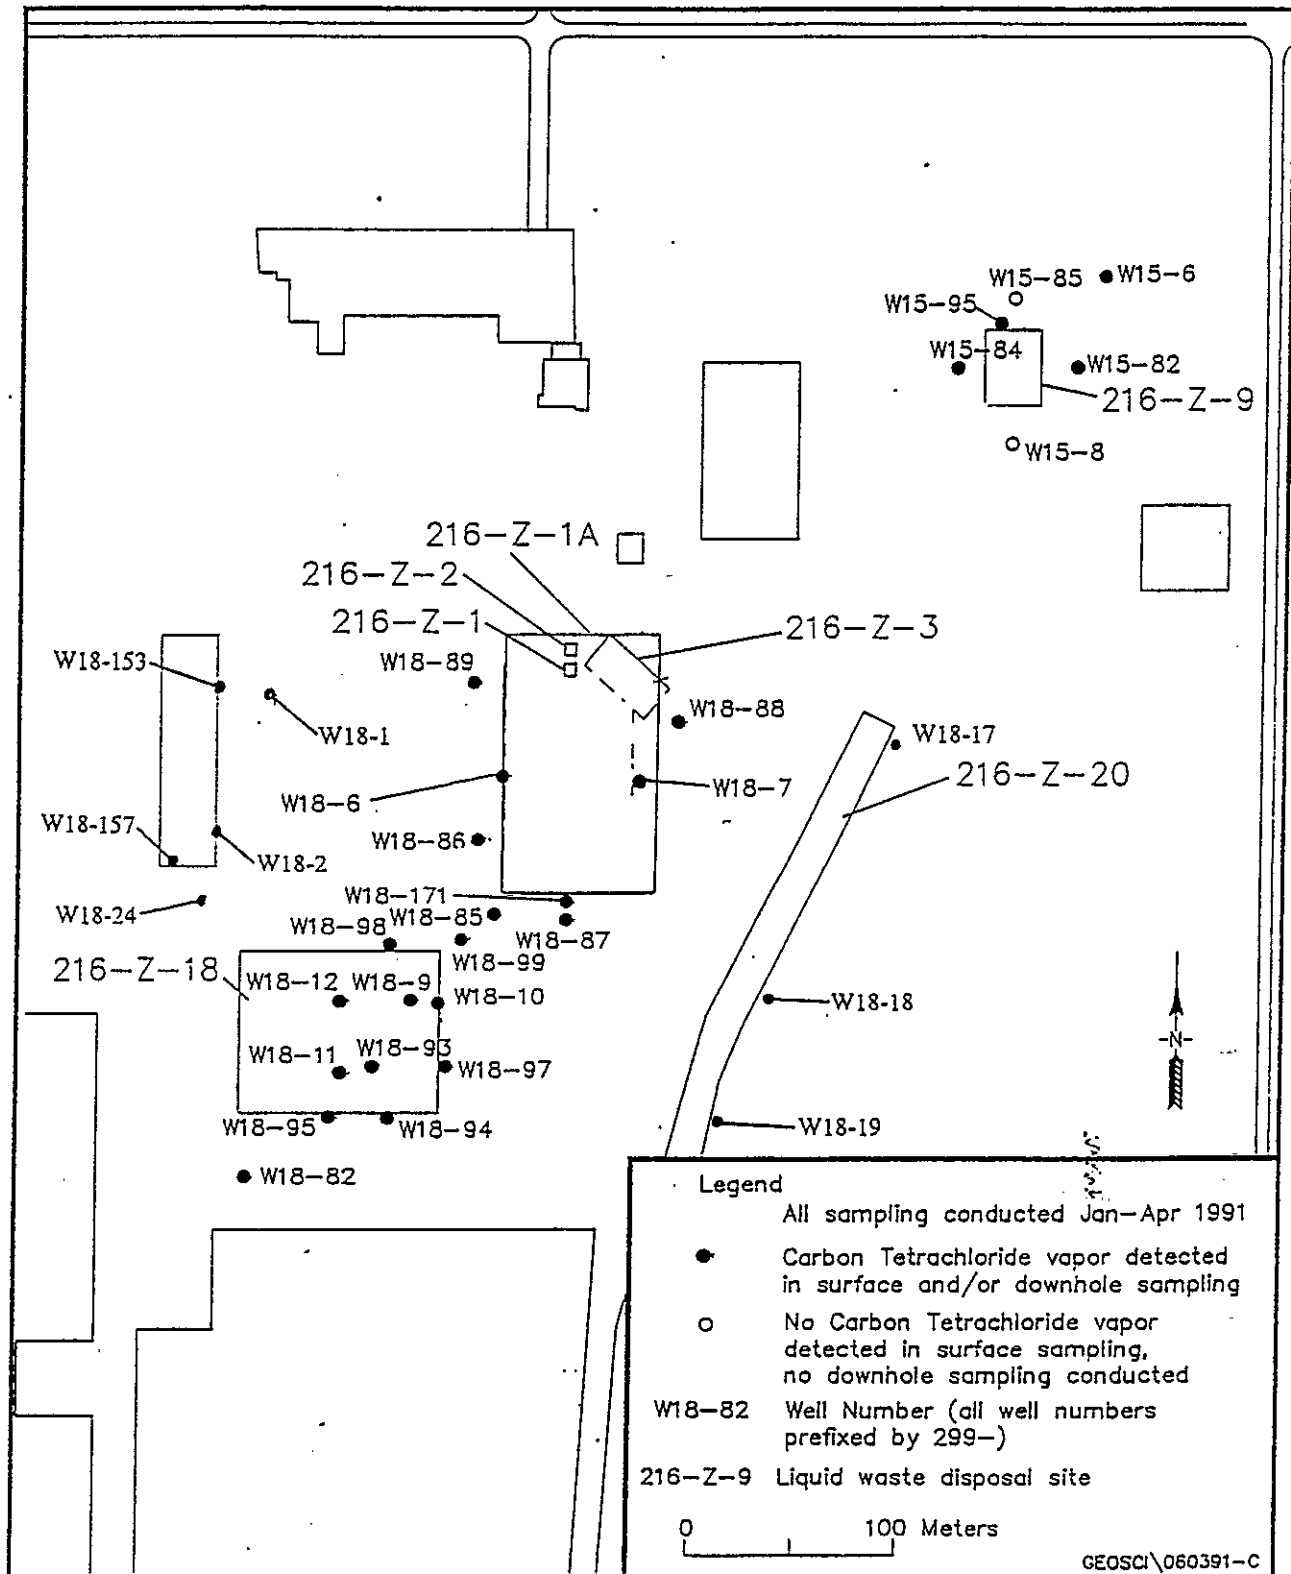 W15-85
W15-6
W15-95
W15-84
W15-82
216-Z-9
W15-8
216-Z-1A
216-Z-2
216-Z-1
216-Z-3
W18-153
W18-89
W18-1
W18-88
W18-17
216-Z-20
W18-6
W18-7
W18-157
W18-2
W18-86
W18-24
W18-171
W18-98
W18-85
W18-87
W18-99
216-Z-18
W18-12
W18-9
W18-10
W18-18
W18-11
W18-93
W18-97
-N-
W18-95
W18-94
W18-19
W18-82
Legend
All sampling conducted Jan-Apr 1991
Carbon Tetrachloride vapor detected
in surface and/or downhole sampling
No Carbon Tetrachloride vapor
detected in surface sampling,
no downhole sampling conducted
W18-82 Well Number (all well numbers
prefixed by 299-)
216-Z-9 Liquid waste disposal site
0 100 Meters
GEOSCI\060391-C